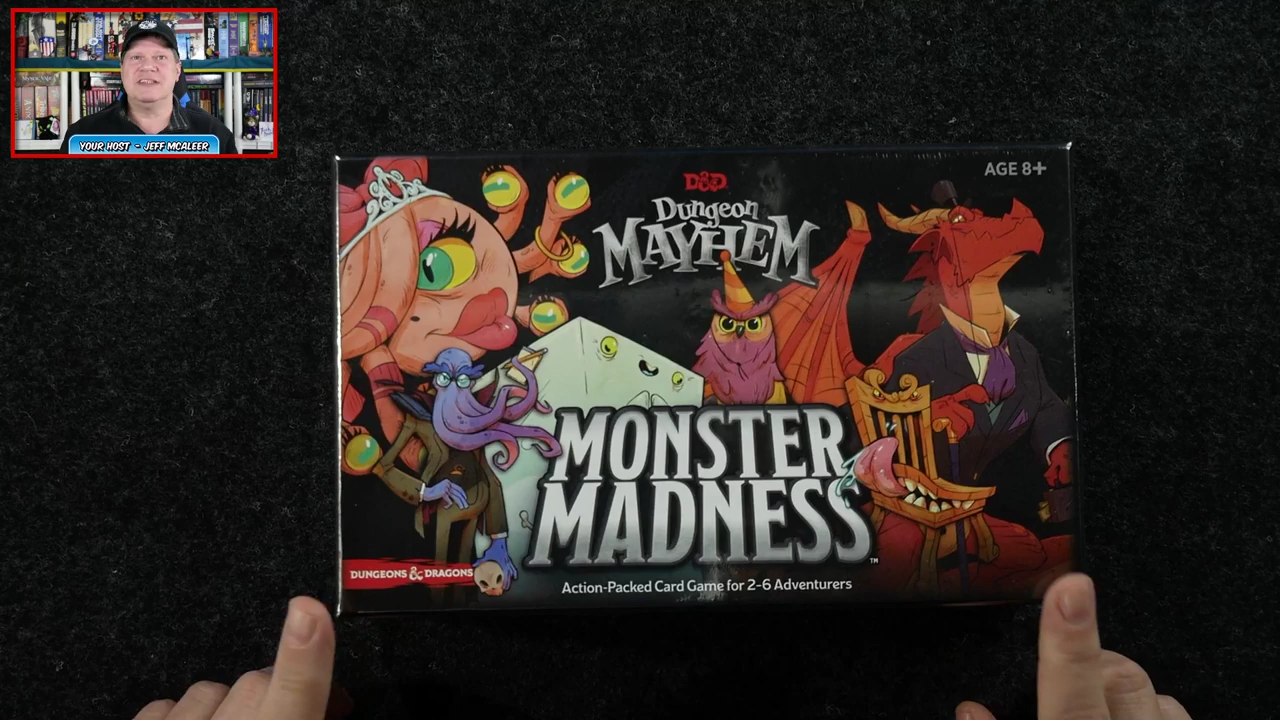 YOUR HOST - JEFF MCALEER
AGE 8+
D&D
Dungeon
MAYHEM
MONSTER
MADNESS™
DUNGEONS & DRAGONS
Action-Packed Card Game for 2-6 Adventurers